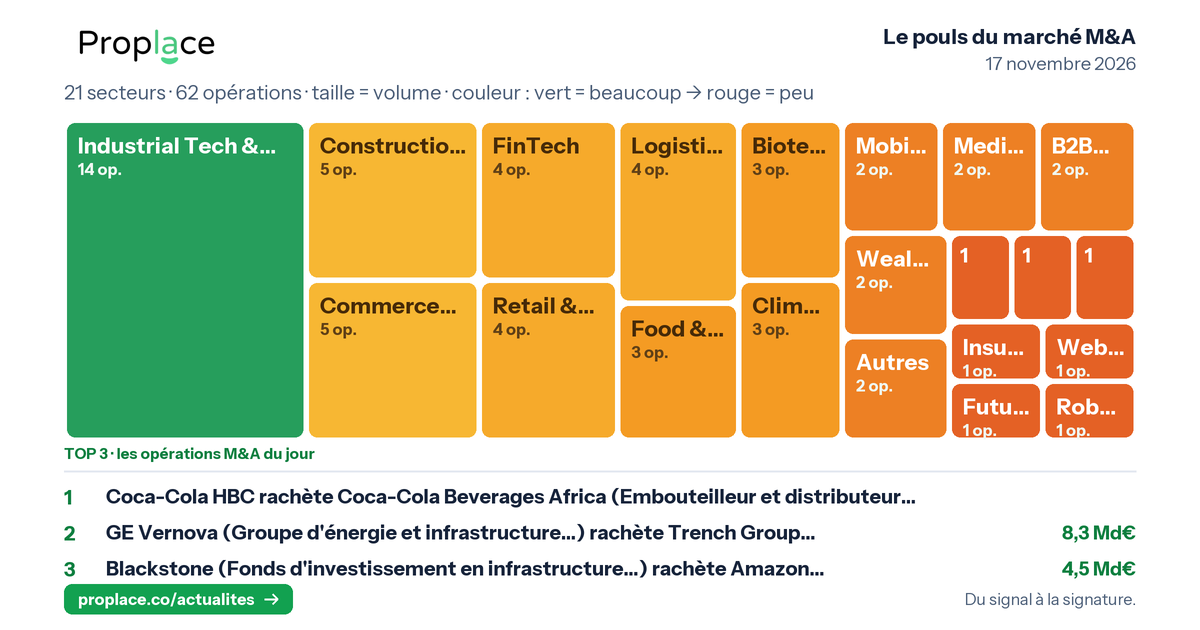 Proplace
Le pouls du marché M&A
17 novembre 2026
21 secteurs · 62 opérations · taille = volume · couleur : vert = beaucoup → rouge = peu
Industrial Tech &...
14 op.
Constructio...
5 op.
FinTech
4 op.
Logisti...
4 op.
Biote...
3 op.
Mobi...
2 op.
Medi...
2 op.
B2B...
2 op.
Weal...
2 op.
1
1
1
Commerce...
5 op.
Retail &...
4 op.
Food &...
3 op.
Clim...
3 op.
Autres
2 op.
Insu...
1 op.
Web...
1 op.
Futu...
1 op.
Rob...
1 op.
TOP 3 · les opérations M&A du jour
1 Coca-Cola HBC rachète Coca-Cola Beverages Africa (Embouteilleur et distributeur...
2 GE Vernova (Groupe d'énergie et infrastructure...) rachète Trench Group... 8,3 Md€
3 Blackstone (Fonds d'investissement en infrastructure...) rachète Amazon... 4,5 Md€
proplace.co/actualites →
Du signal à la signature.